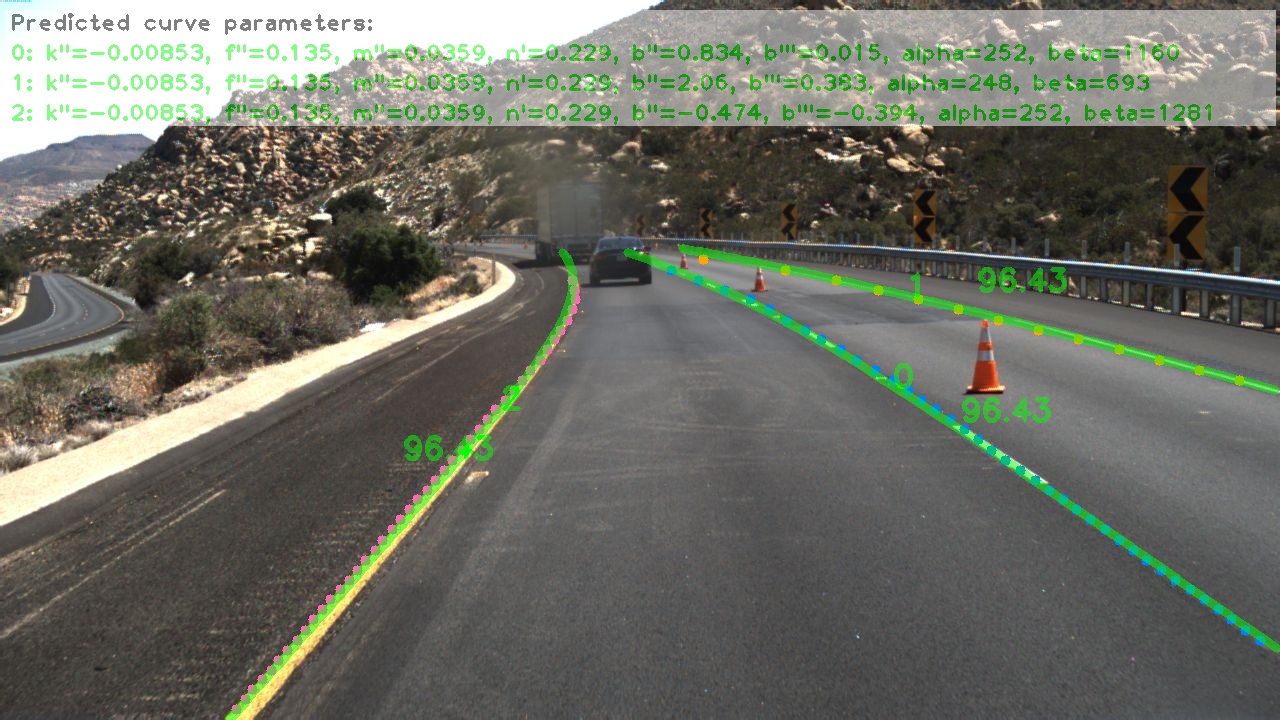 Predicted curve parameters:
0: k''=-0.00853, f''=0.135, m''=0.0359, n'=0.229, b''=0.834, b'''=0.015, alpha=252, beta=1160
1: k''=-0.00853, f''=0.135, m''=0.0359, n'=0.229, b''=2.06, b'''=0.383, alpha=248, beta=693
2: k''=-0.00853, f''=0.135, m''=0.0359, n'=0.229, b''=-0.474, b'''=-0.394, alpha=252, beta=1281
1 96.43
0
96.43
2
96.43